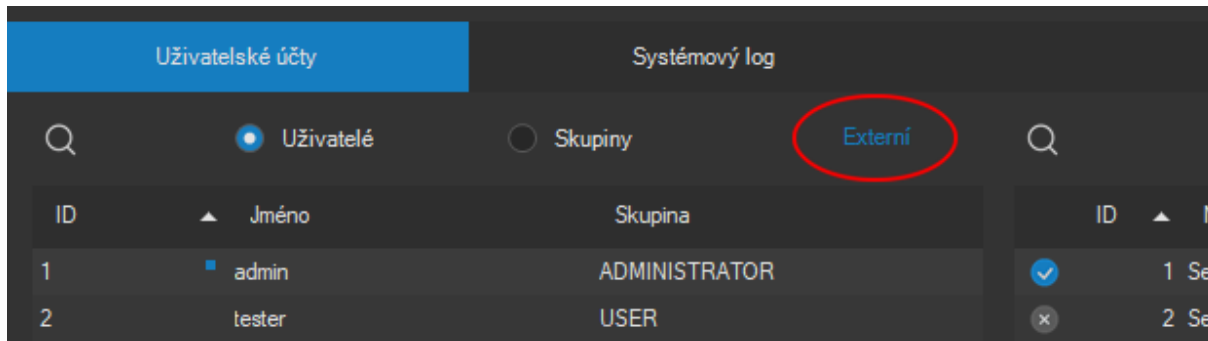 Uživatelské účty Systémový log
Uživatelé Skupiny Externí
ID Jméno Skupina ID
1 admin ADMINISTRATOR 1 Se
2 tester USER 2 Se